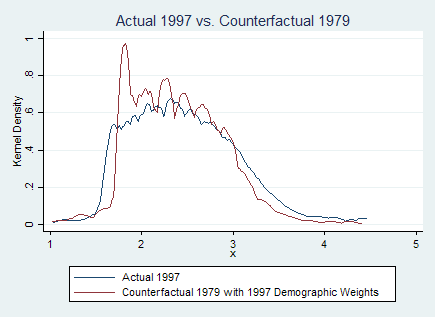 Actual 1997 vs. Counterfactual 1979
1
.8
.6
.4
.2
0
Kernel Density
1 2 3 4 5
x
Actual 1997
Counterfactual 1979 with 1997 Demographic Weights